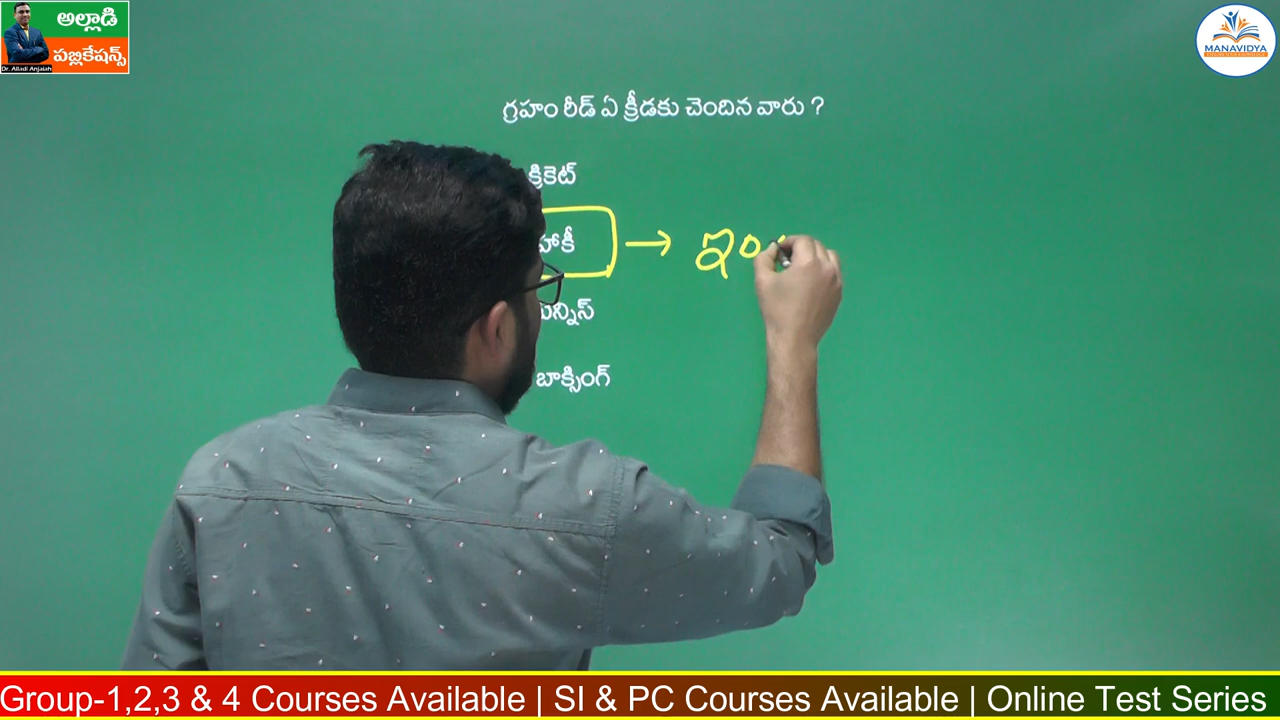 అల్లాడి
పబ్లికేషన్స్
Dr. Alladi Anjaiah
MANAVIDYA
గ్రహం రీడ్ ఏ క్రీడకు చెందిన వారు ?
క్రికెట్
హాకీ → ఇం
బాక్సింగ్
Group-1,2,3 & 4 Courses Available | SI & PC Courses Available | Online Test Series